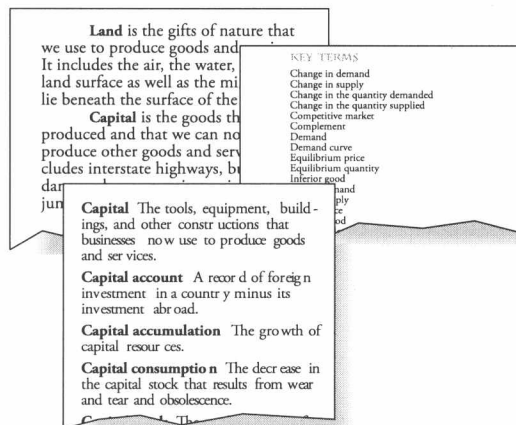 Land is the gifts of nature that
we use to produce goods and
It includes the air, the water,
land surface as well as the
lie beneath the surface of the
Capital is the goods
produced and that we can
produce other goods and
cludes interstate highways,
KEY TERMS
Change in demand
Change in supply
Change in the quantity demanded
Change in the quantity supplied
Competitive market
Complement
Demand
Demand curve
Equilibrium price
Equilibrium quantity
Inferior good
Capital The tools, equipment, build-
ings, and other constructions that
businesses now use to produce goods
and services.
Capital account A record of foreign
investment in a country minus its
investment abroad.
Capital accumulation The growth of
capital resources.
Capital consumption The decrease in
the capital stock that results from wear
and tear and obsolescence.